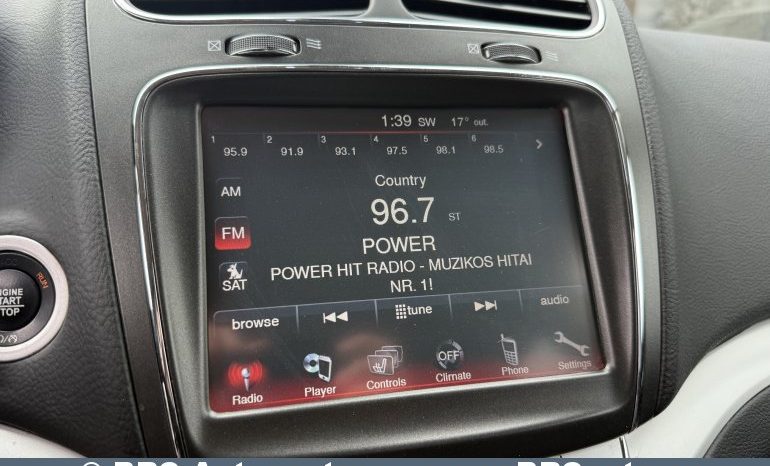 1:39 SW 17° out.
1 2 3 4 5 6
95.9 91.9 93.1 97.5 98.1 98.5
Country
AM
96.7 ST
FM
POWER
POWER HIT RADIO - MUZIKOS HITAI
NR. 1!
SAT
browse tune audio
Radio Player Controls OFF Climate Phone Settings
ENGINE
START
STOP
RUN